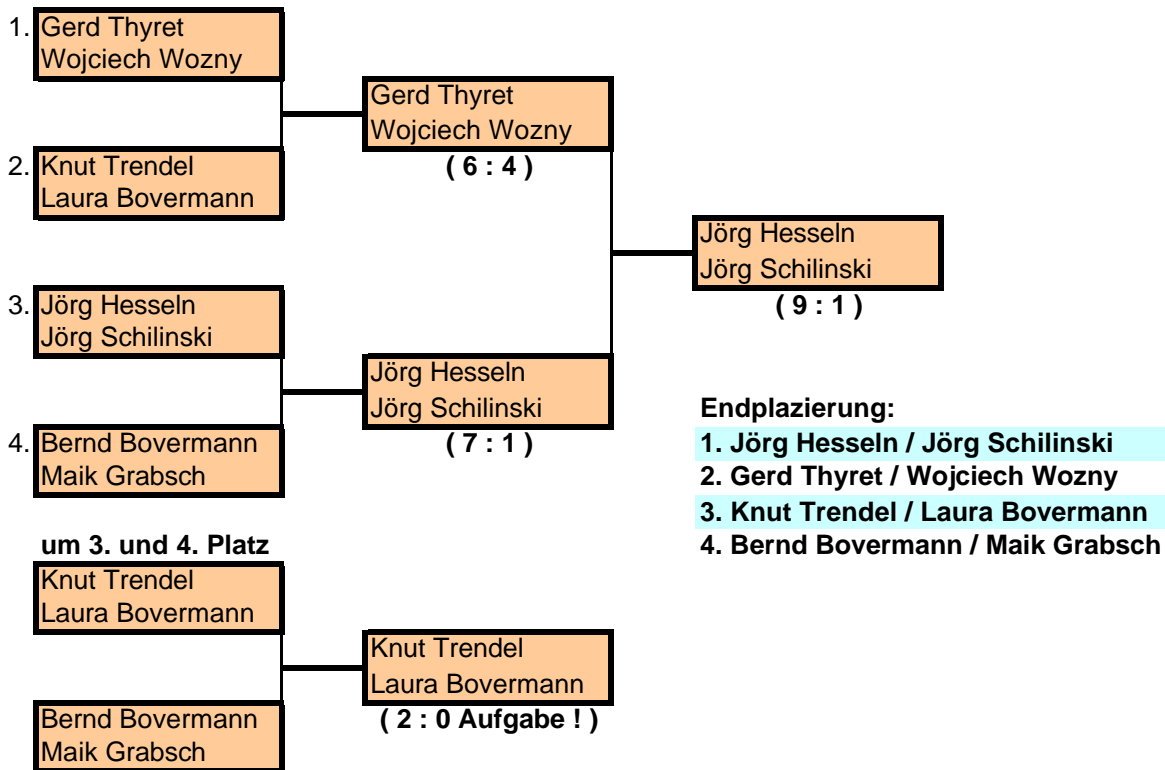 1. Gerd Thyret
Wojciech Wozny
2. Knut Trendel
Laura Bovermann
3. Jörg Hesseln
Jörg Schilinski
4. Bernd Bovermann
Maik Grabsch
Gerd Thyret
Wojciech Wozny
( 6 : 4 )
Jörg Hesseln
Jörg Schilinski
( 7 : 1 )
Jörg Hesseln
Jörg Schilinski
( 9 : 1 )
Endplazierung:
1. Jörg Hesseln / Jörg Schilinski
2. Gerd Thyret / Wojciech Wozny
3. Knut Trendel / Laura Bovermann
4. Bernd Bovermann / Maik Grabsch
um 3. und 4. Platz
Knut Trendel
Laura Bovermann
Bernd Bovermann
Maik Grabsch
Knut Trendel
Laura Bovermann
( 2 : 0 Aufgabe ! )